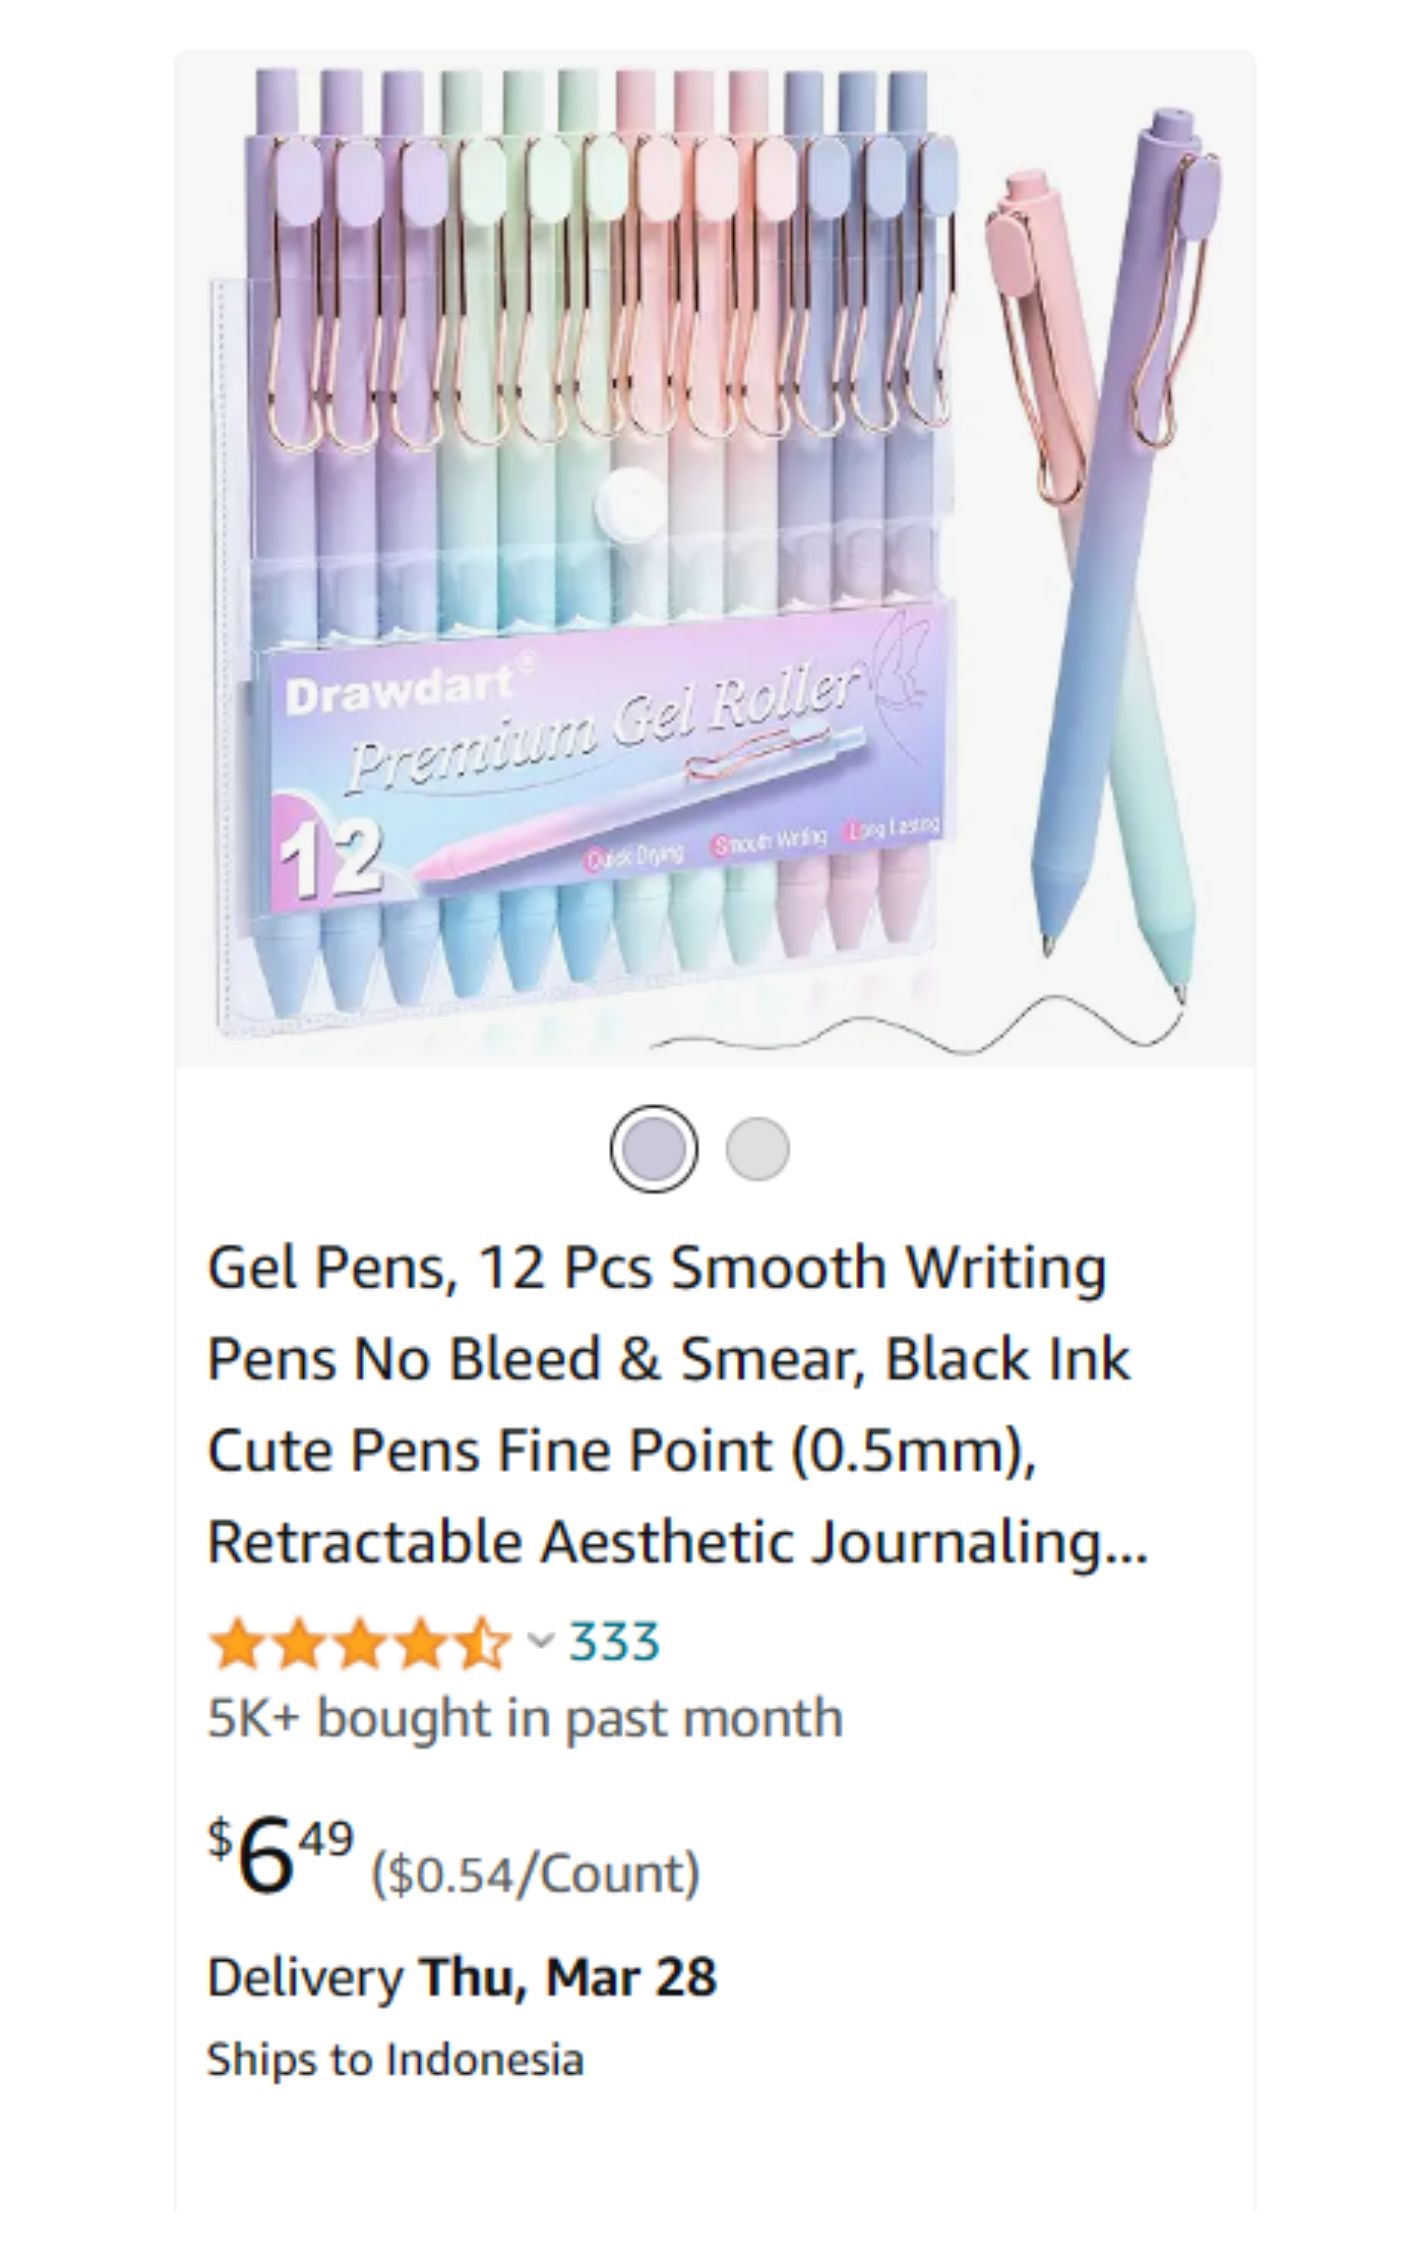 Drawdart®
Premium Gel Roller
12
Quick Drying Smooth Writing Long Lasting
Gel Pens, 12 Pcs Smooth Writing
Pens No Bleed & Smear, Black Ink
Cute Pens Fine Point (0.5mm),
Retractable Aesthetic Journaling...
333
5K+ bought in past month
$649 ($0.54/Count)
Delivery Thu, Mar 28
Ships to Indonesia